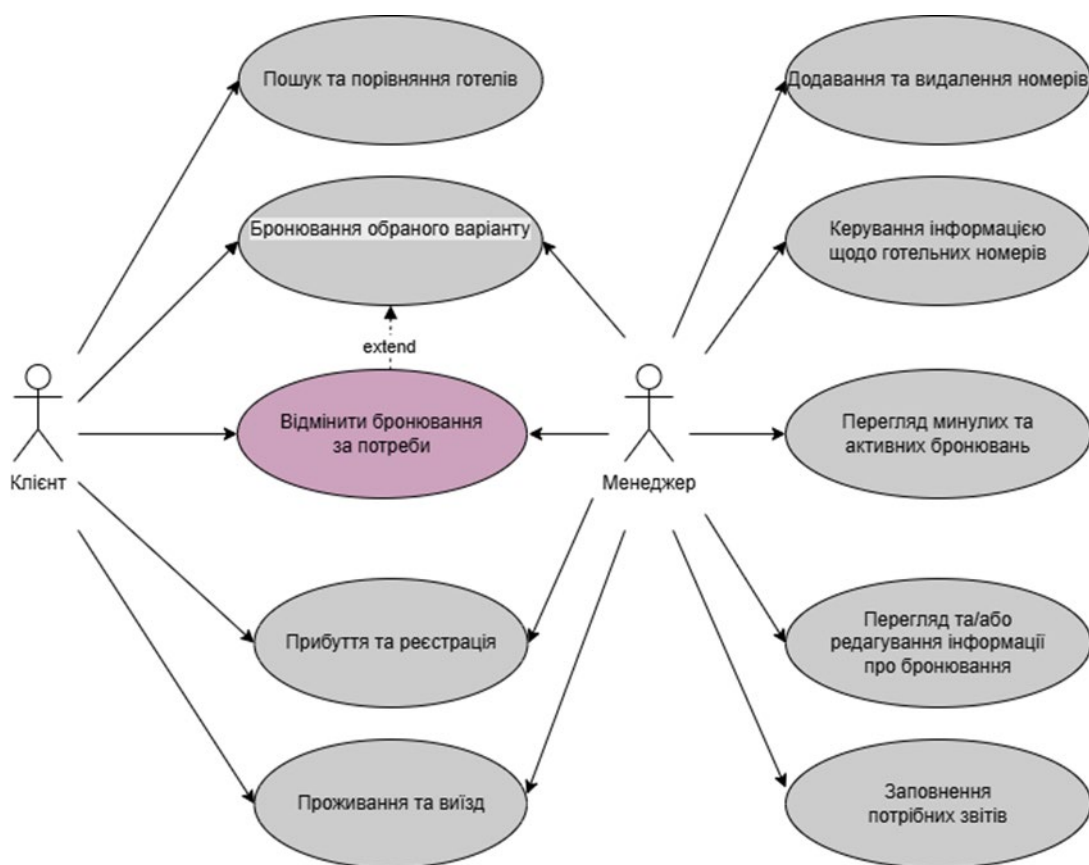 Пошук та порівняння готелів
Додавання та видалення номерів
Бронювання обраного варіанту
Керування інформацією
щодо готельних номерів
extend
Відмінити бронювання
за потреби
Перегляд минулих та
активних бронювань
Клієнт
Менеджер
Прибуття та реєстрація
Перегляд та/або
редагування інформації
про бронювання
Проживання та виїзд
Заповнення
потрібних звітів